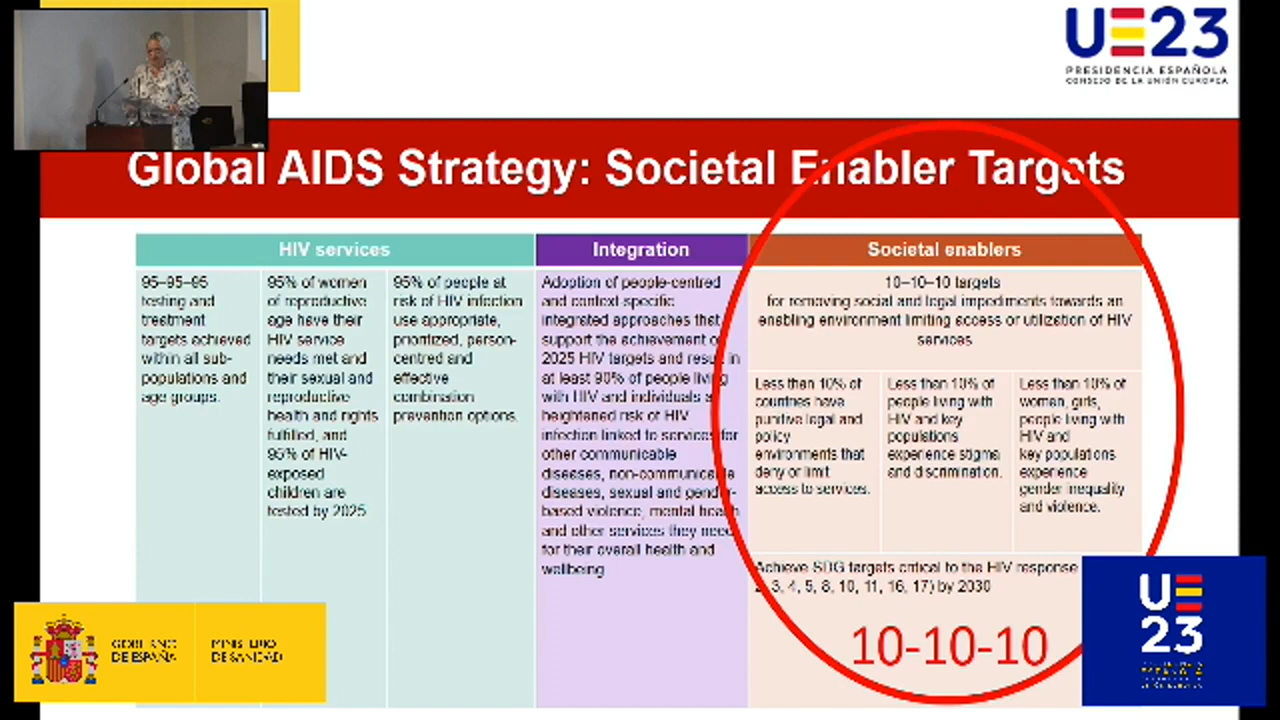 UE23
PRESIDENCIA ESPAÑOLA
CONSEJO DE LA UNIÓN EUROPEA
Global AIDS Strategy: Societal Enabler Targets
HIV services
95–95–95
testing and
treatment
targets achieved
within all sub-
populations and
age groups.
95% of women
of reproductive
age have their
HIV service
needs met and
their sexual and
reproductive
health and rights
fulfilled, and
95% of HIV-
exposed
children are
tested by 2025
95% of people at
risk of HIV infection
use appropriate,
prioritized, person-
centred and
effective
combination
prevention options.
Integration
Adoption of people-centred
and context-specific
integrated approaches that
support the achievement of
2025 HIV targets and result in
at least 90% of people living
with HIV and individuals at
heightened risk of HIV
infection linked to services for
other communicable
diseases, non-communicable
diseases, sexual and gender-
based violence, mental health
and other services they need
for their overall health and
wellbeing
Societal enablers
10–10–10 targets
for removing social and legal impediments towards an
enabling environment limiting access or utilization of HIV
services
Less than 10% of
countries have
punitive legal and
policy
environments that
deny or limit
access to services.
Less than 10% of
people living with
HIV and key
populations
experience stigma
and discrimination.
Less than 10% of
women, girls,
people living with
HIV and
key populations
experience
gender inequality
and violence.
Achieve SDG targets critical to the HIV response
3, 4, 5, 8, 10, 11, 16, 17) by 2030
10-10-10
GOBIERNO
DE ESPAÑA
MINISTERIO
DE SANIDAD
UE
23